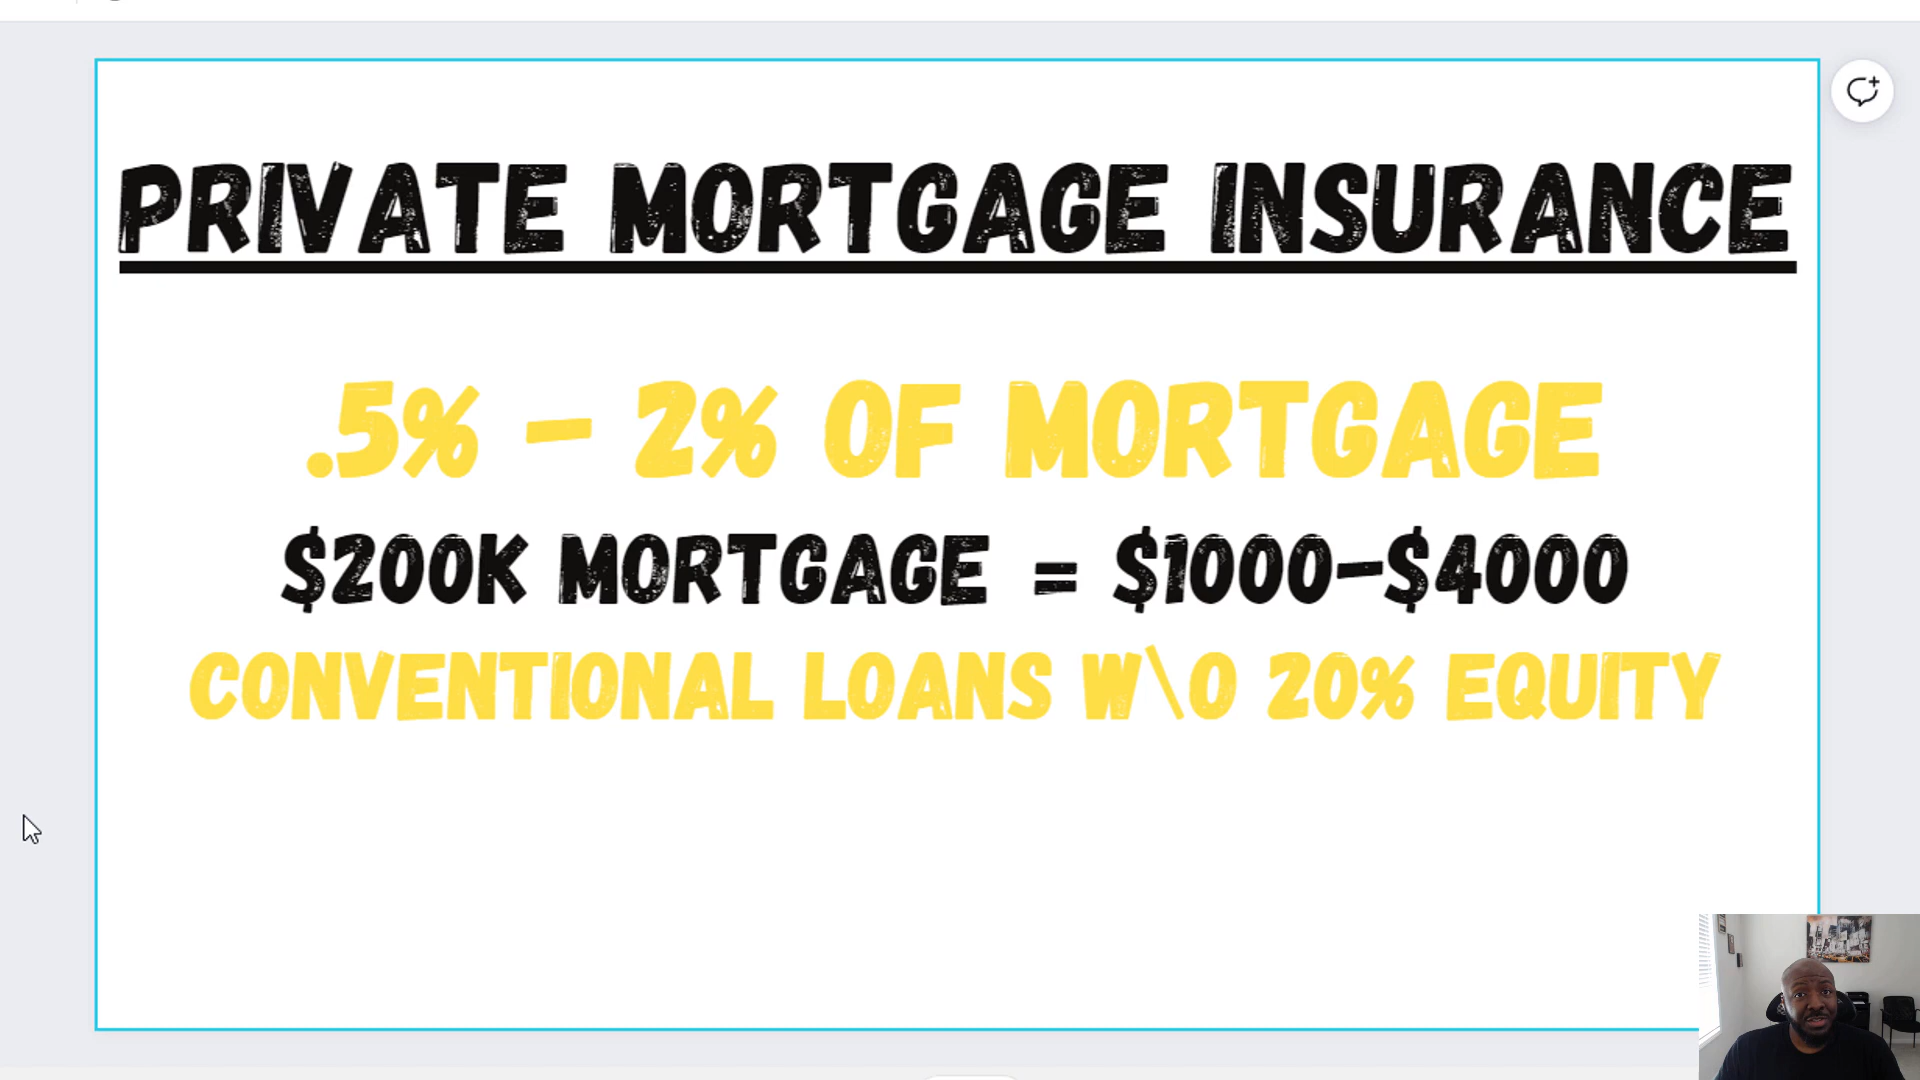 PRIVATE MORTGAGE INSURANCE
.5% - 2% OF MORTGAGE
$200K MORTGAGE = $1000-$4000
CONVENTIONAL LOANS W\O 20% EQUITY